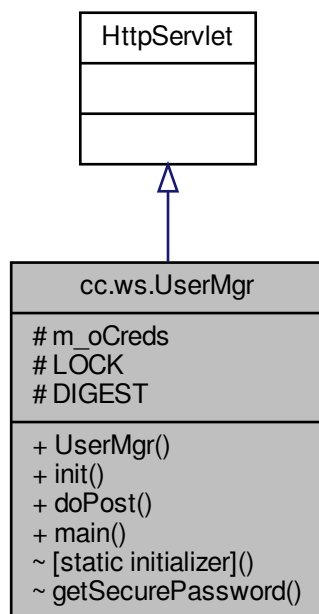 HttpServlet
cc.ws.UserMgr
# m_oCreds
# LOCK
# DIGEST
+ UserMgr()
+ init()
+ doPost()
+ main()
~ [static initializer]()
~ getSecurePassword()